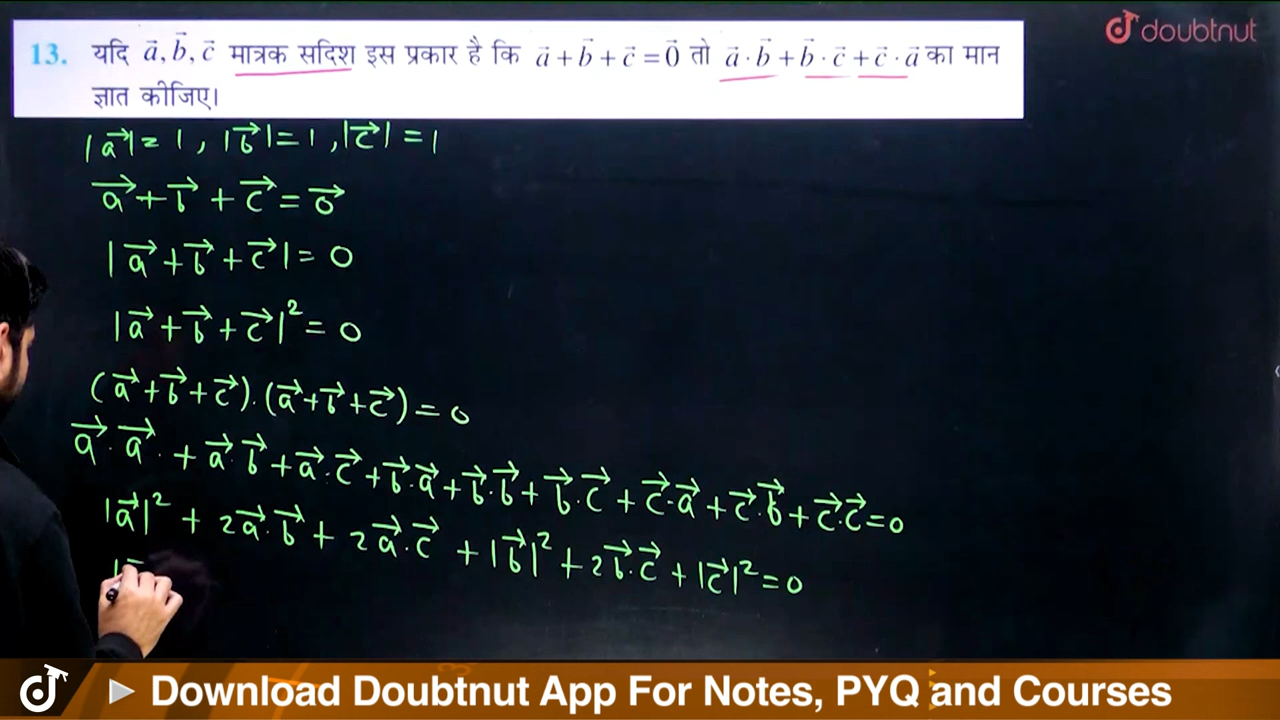 doubtnut
13. यदि a⃗, b⃗, c⃗ मात्रक सदिश इस प्रकार है कि a⃗ + b⃗ + c⃗ = 0⃗ तो a⃗ · b⃗ + b⃗ · c⃗ + c⃗ · a⃗ का मान
ज्ञात कीजिए।
|a⃗| = 1, |b⃗| = 1, |c⃗| = 1
a⃗ + b⃗ + c⃗ = 0⃗
|a⃗ + b⃗ + c⃗| = 0
|a⃗ + b⃗ + c⃗|² = 0
(a⃗ + b⃗ + c⃗).(a⃗ + b⃗ + c⃗) = 0
a⃗.a⃗. + a⃗.b⃗ + a⃗.c⃗ + b⃗.a⃗ + b⃗.b⃗ + b⃗.c⃗ + c⃗.a⃗ + c⃗.b⃗ + c⃗.c⃗ = 0
|a⃗|² + 2a⃗.b⃗ + 2a⃗.c⃗ + |b⃗|² + 2b⃗.c⃗ + |c⃗|² = 0
Download Doubtnut App For Notes, PYQ and Courses